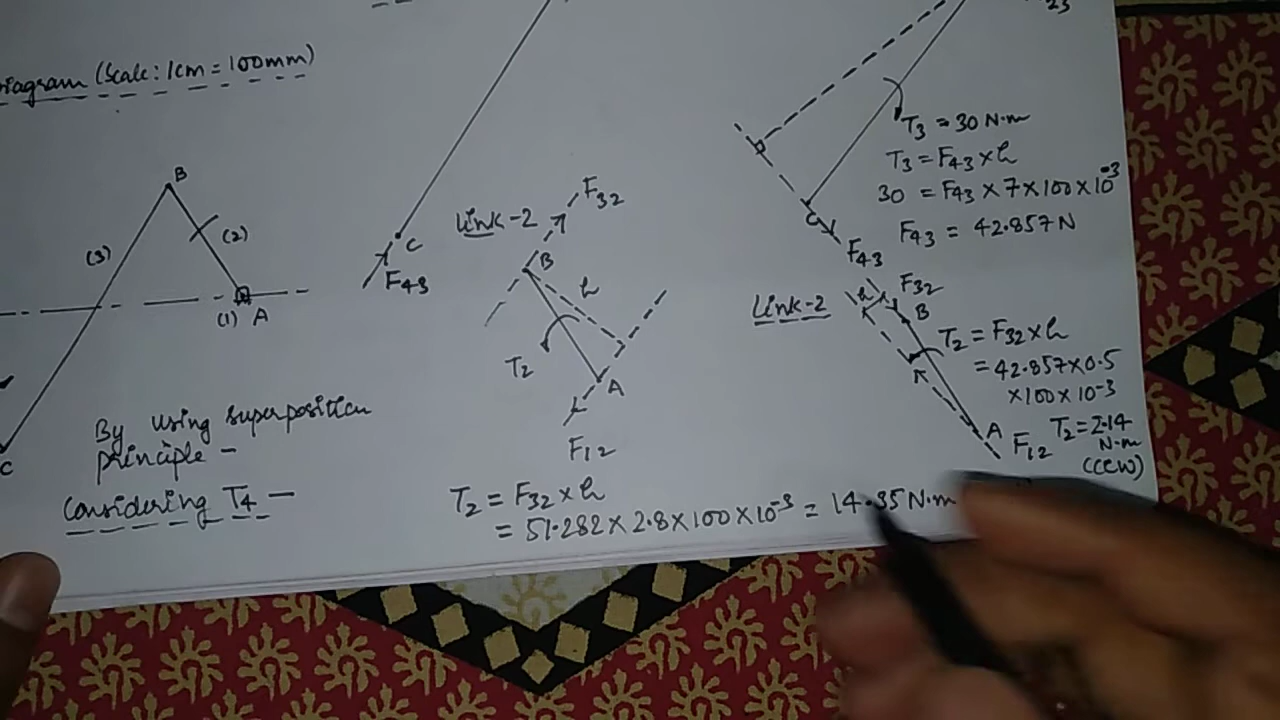 Diagram (Scale: 1cm = 100mm)
B
(3)
(2)
(1) A
C
By using superposition
principle -
Considering T4 -
C
F43
Link-2
F32
B
h
T2
A
F12
T2 = F32 × h
= 51.282 × 2.8 × 100 × 10⁻³ = 14.35 N·m
23
T3 = 30 N·m
T3 = F43 × h
30 = F43 × 7 × 100 × 10⁻³
F43 = 42.857 N
C
F43
Link-2
h
F32
B
T2 = F32 × h
= 42.857 × 0.5
× 100 × 10-3
T2 = 2.14
N-m
(CCW)
A
F12